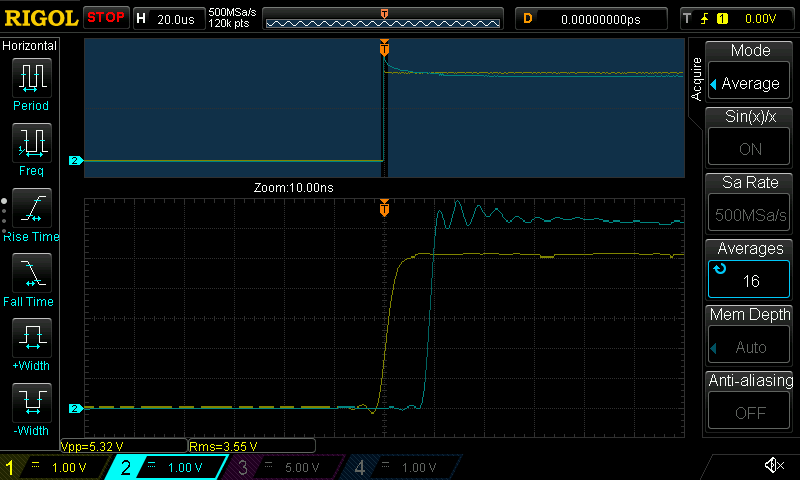 RIGOL STOP H 20.0us 500MSa/s D 0.00000000ps T 1 0.00V
120k pts
Horizontal
Period
Freq
Rise Time
Fall Time
+Width
-Width
T
2
Zoom:10.00ns
T
2
Vpp=5.32 V Rms=3.55 V
Acquire
Mode
Average
Sin(x)/x
ON
Sa Rate
500MSa/s
Averages
16
Mem Depth
Auto
Anti-aliasing
OFF
1 1.00 V 2 1.00 V 3 5.00 V 4 1.00 V